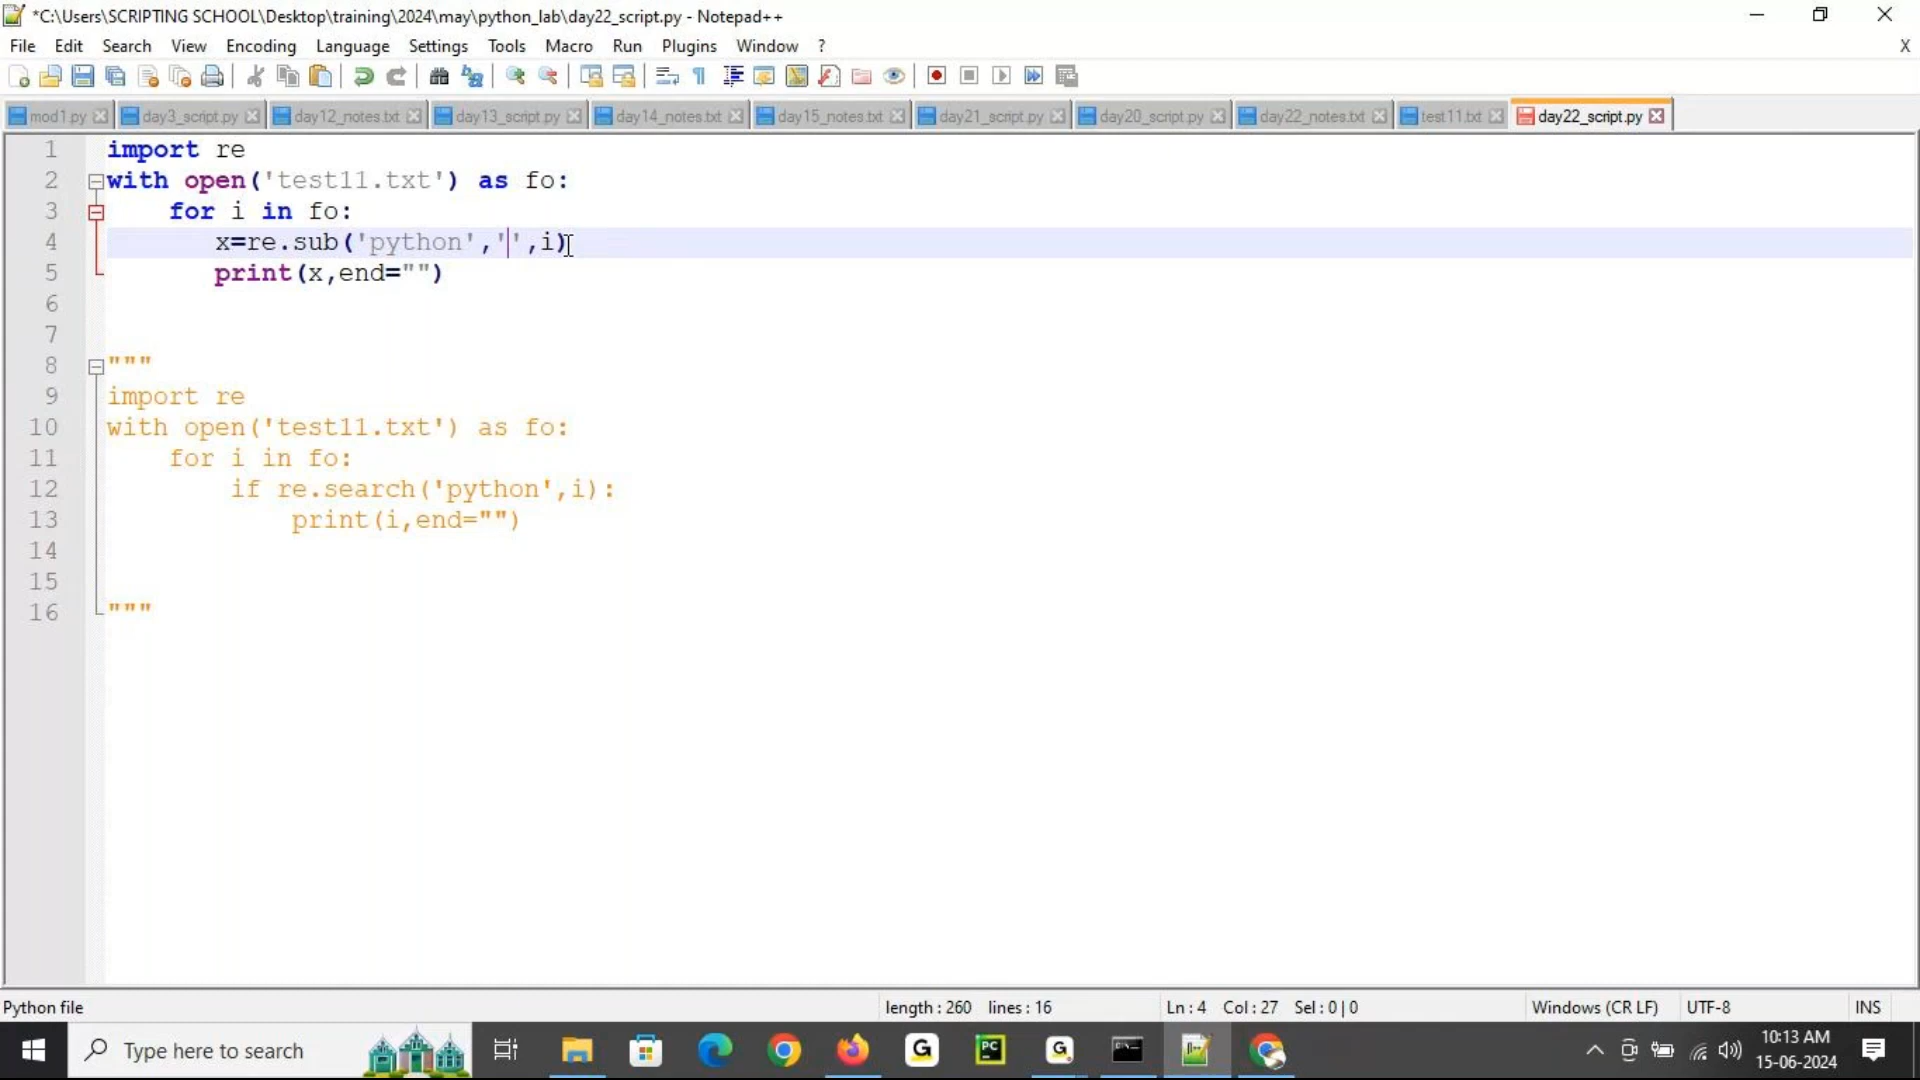 *C:\Users\SCRIPTING SCHOOL\Desktop\training\2024\may\python_lab\day22_script.py - Notepad++
File Edit Search View Encoding Language Settings Tools Macro Run Plugins Window ? X
mod1.py day3_script.py day12_notes.txt day13_script.py day14_notes.txt day15_notes.txt day21_script.py day20_script.py day22_notes.txt test11.txt day22_script.py
1 import re
2 with open('test11.txt') as fo:
3     for i in fo:
4        x=re.sub('python','',i)
5        print(x,end="")
6
7
8 """
9 import re
10 with open('test11.txt') as fo:
11     for i in fo:
12         if re.search('python',i):
13             print(i,end="")
14
15
16 """
Python file length : 260 lines : 16 Ln : 4 Col : 27 Sel : 0 | 0 Windows (CR LF) UTF-8 INS
Type here to search
10:13 AM
15-06-2024